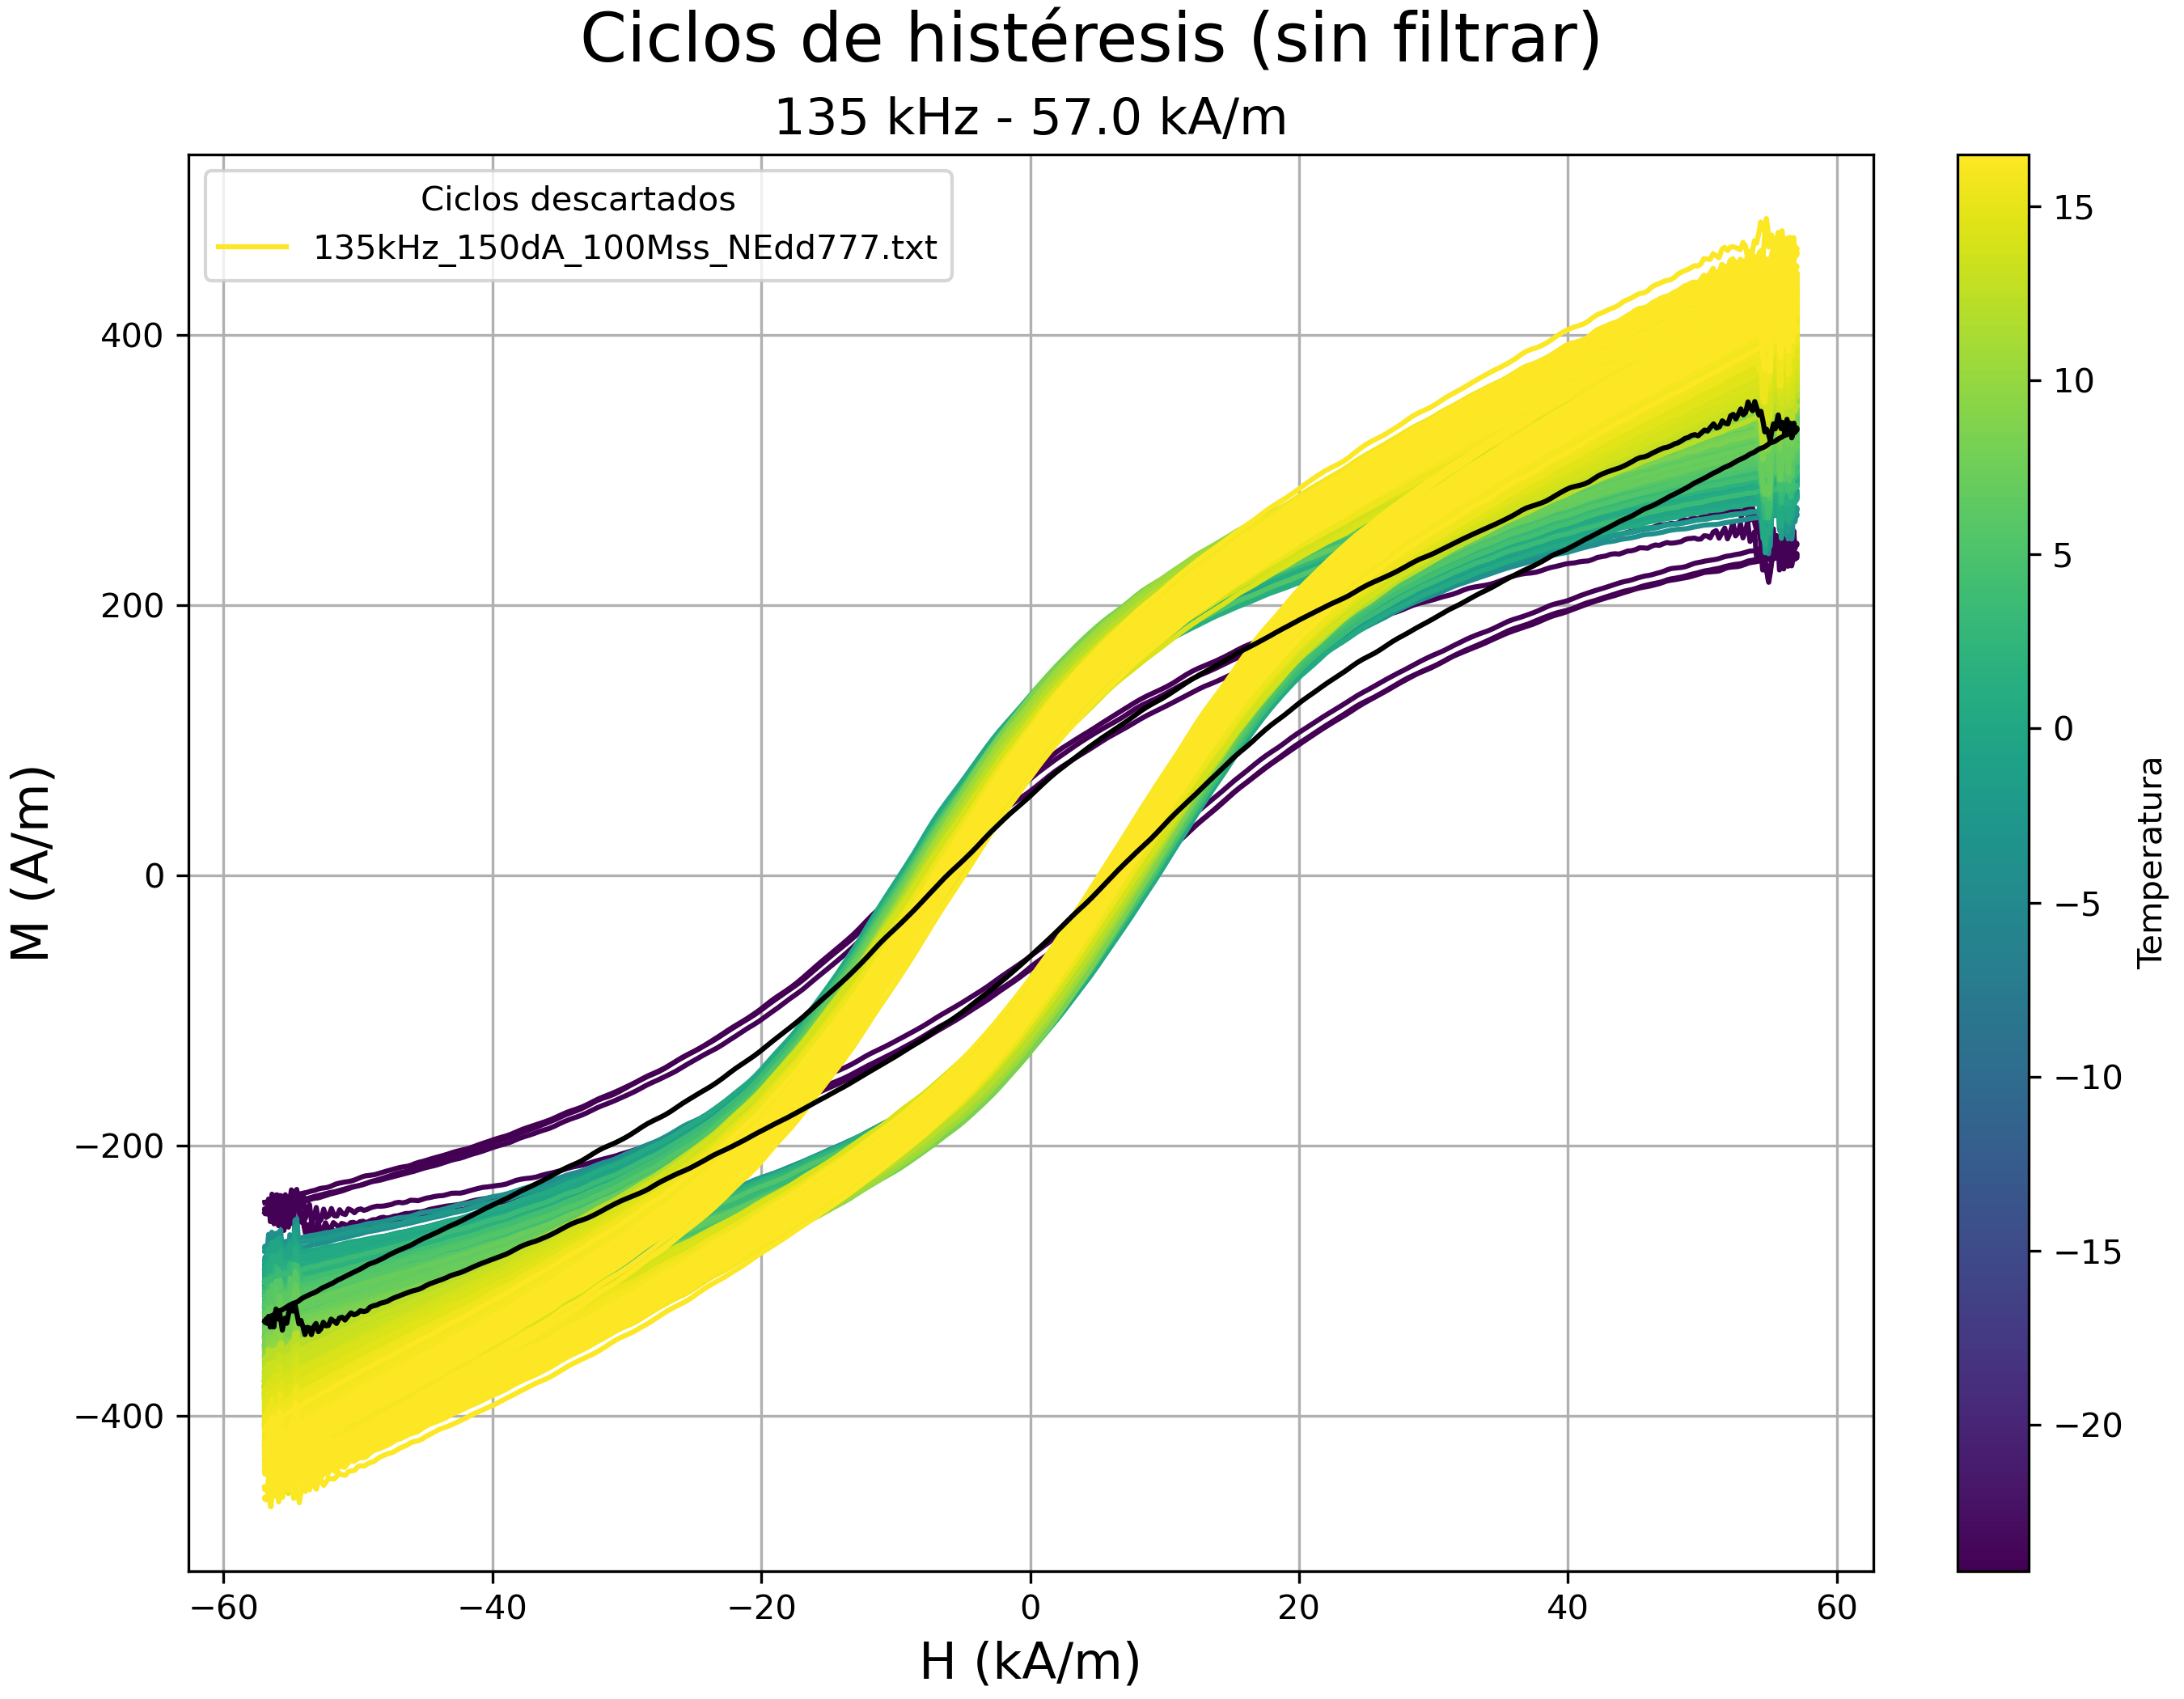 Ciclos de histéresis (sin filtrar)
135 kHz - 57.0 kA/m
Ciclos descartados
135kHz_150dA_100Mss_NEdd777.txt
M (A/m)
400
200
0
−200
−400
−60
−40
−20
0
20
40
60
H (kA/m)
15
10
5
0
−5
−10
−15
−20
Temperatura